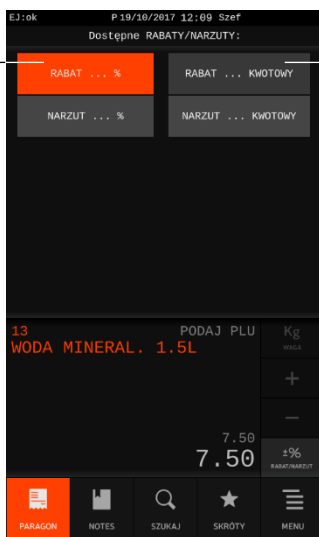 EJ:ok P 19/10/2017 12:09 Szef
Dostępne RABATY/NARZUTY:
RABAT ... % RABAT ... KWOTOWY
NARZUT ... % NARZUT ... KWOTOWY
13 PODAJ PLU Kg
WODA MINERAL. 1.5L WAGA
+
−
7.50
7.50 ±%
RABAT/NARZUT
PARAGON NOTES SZUKAJ SKRÓTY MENU